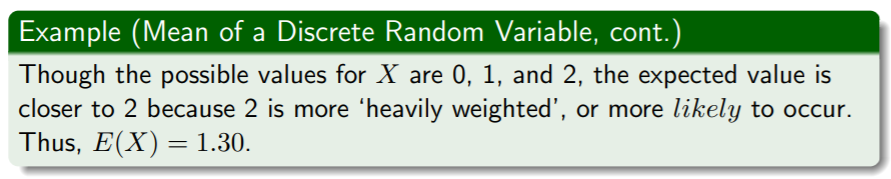 Example (Mean of a Discrete Random Variable, cont.)
Though the possible values for X are 0, 1, and 2, the expected value is
closer to 2 because 2 is more ‘heavily weighted’, or more likely to occur.
Thus, E(X) = 1.30.